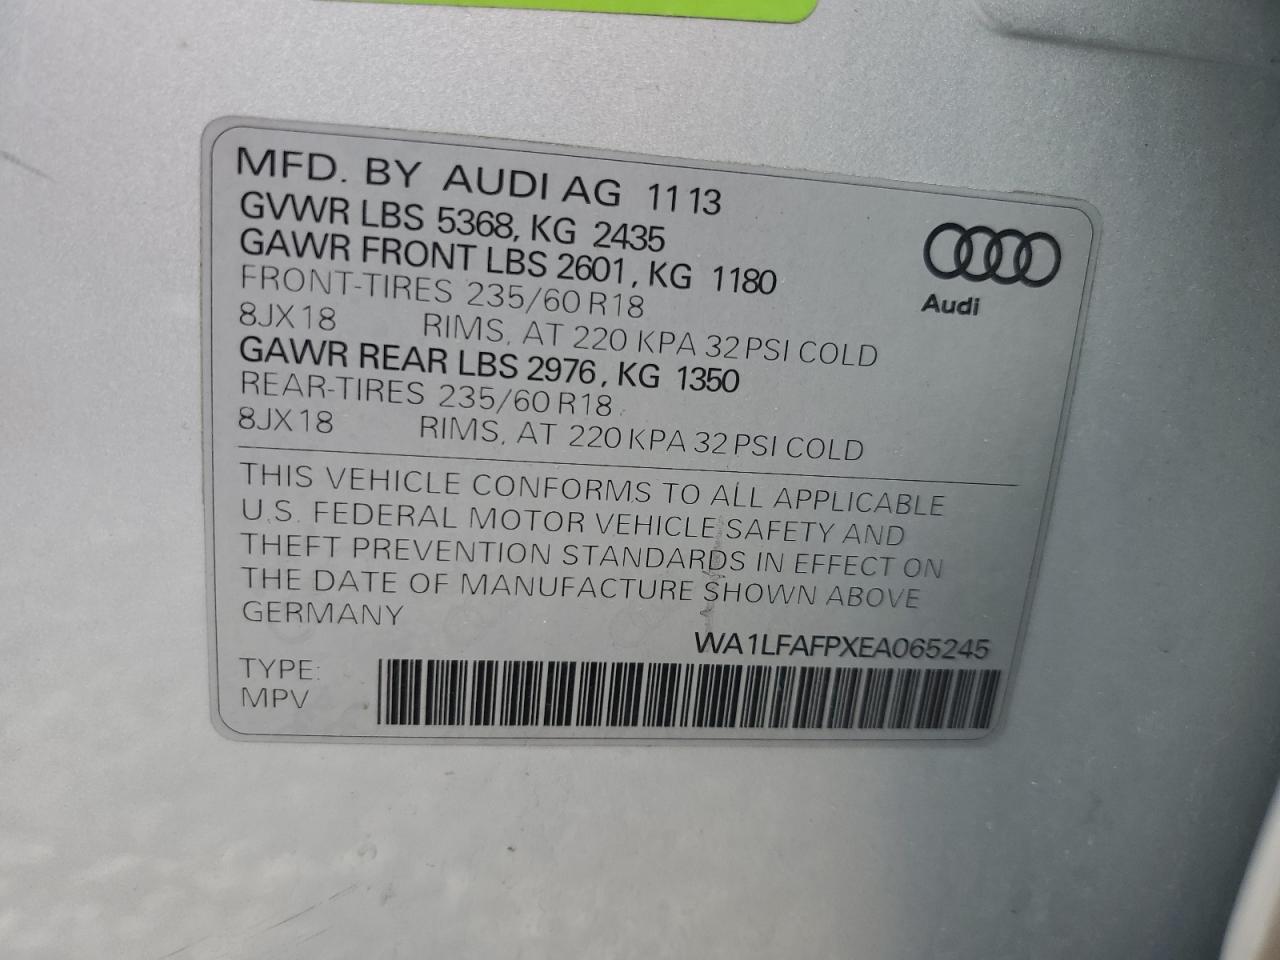 MFD. BY AUDI AG 11 13
GVWR LBS 5368, KG 2435
GAWR FRONT LBS 2601, KG 1180
FRONT-TIRES 235/60 R18
8JX18 RIMS, AT 220 KPA 32 PSI COLD
GAWR REAR LBS 2976, KG 1350
REAR-TIRES 235/60 R18
8JX18 RIMS, AT 220 KPA 32 PSI COLD
Audi
THIS VEHICLE CONFORMS TO ALL APPLICABLE
U.S. FEDERAL MOTOR VEHICLE SAFETY AND
THEFT PREVENTION STANDARDS IN EFFECT ON
THE DATE OF MANUFACTURE SHOWN ABOVE
GERMANY
WA1LFAFPXEA065245
TYPE:
MPV